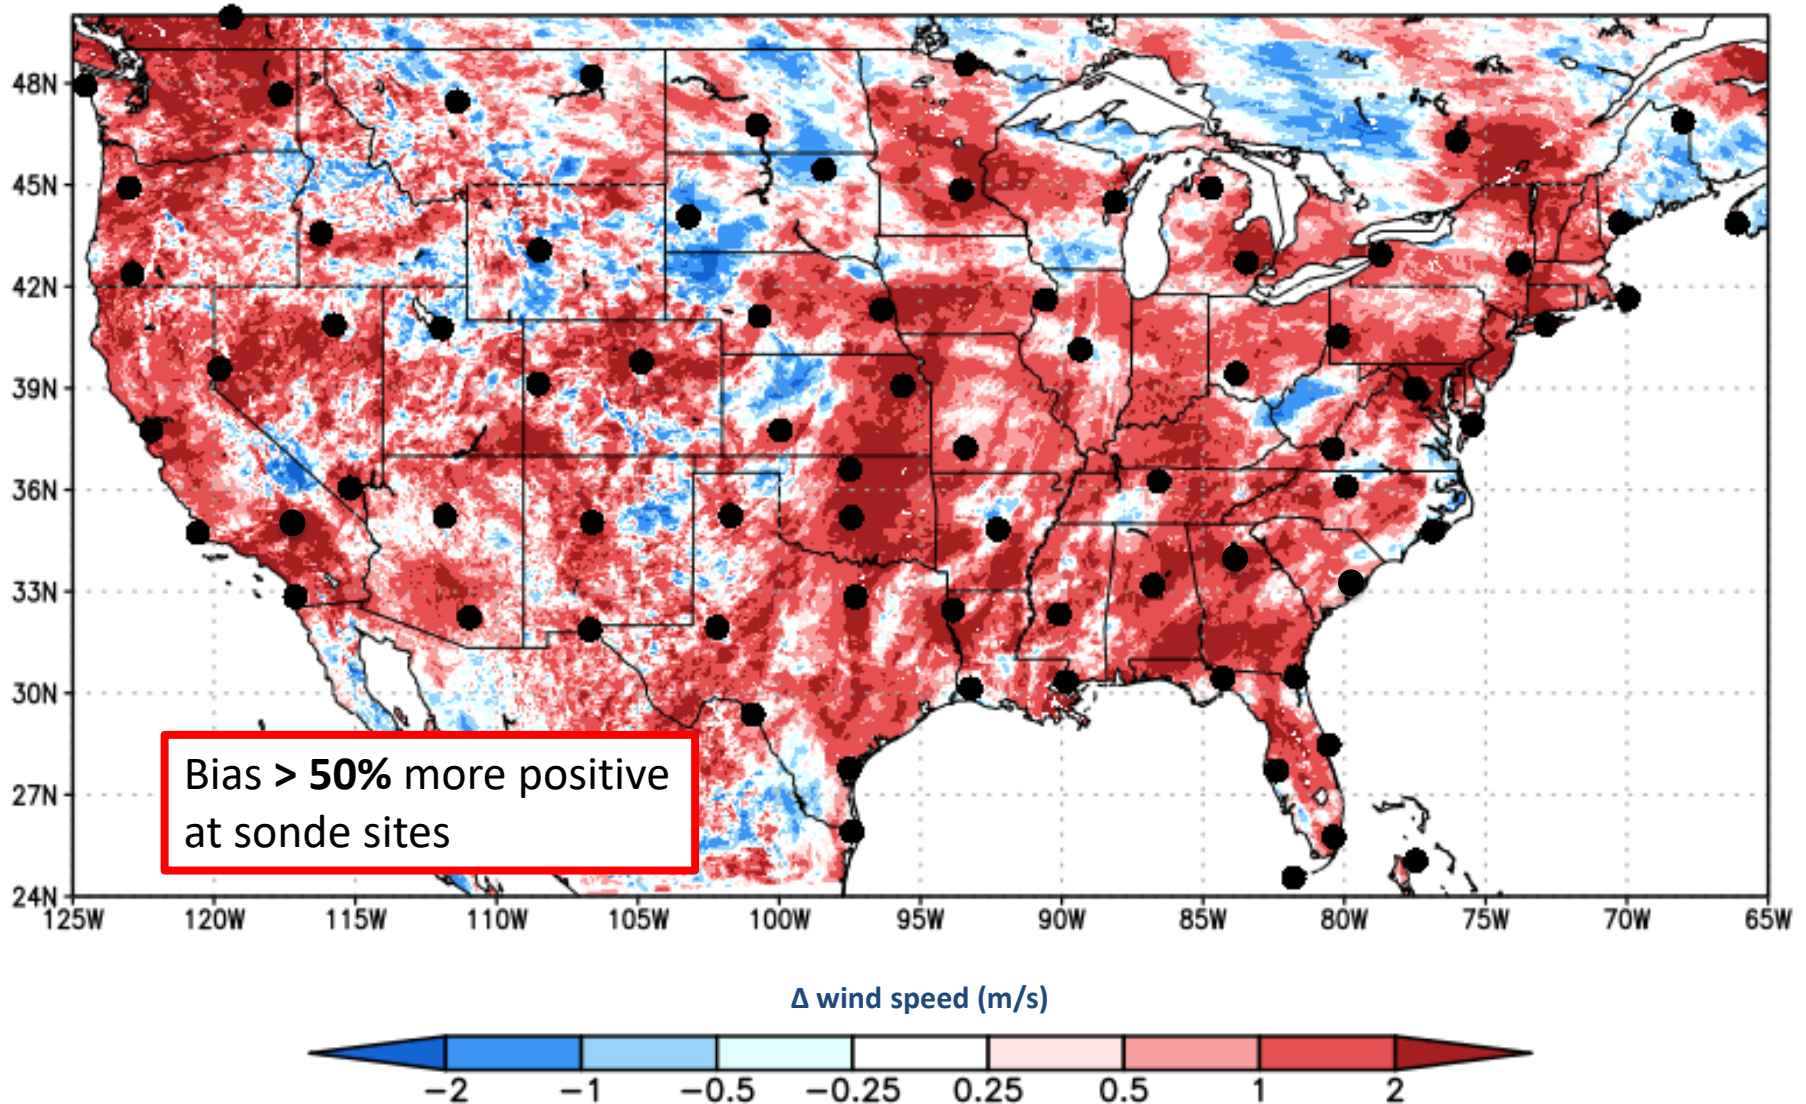 48N
45N
42N
39N
36N
33N
30N
27N
24N
Bias > 50% more positive
at sonde sites
125W 120W 115W 110W 105W 100W 95W 90W 85W 80W 75W 70W 65W
Δ wind speed (m/s)
−2 −1 −0.5 −0.25 0.25 0.5 1 2